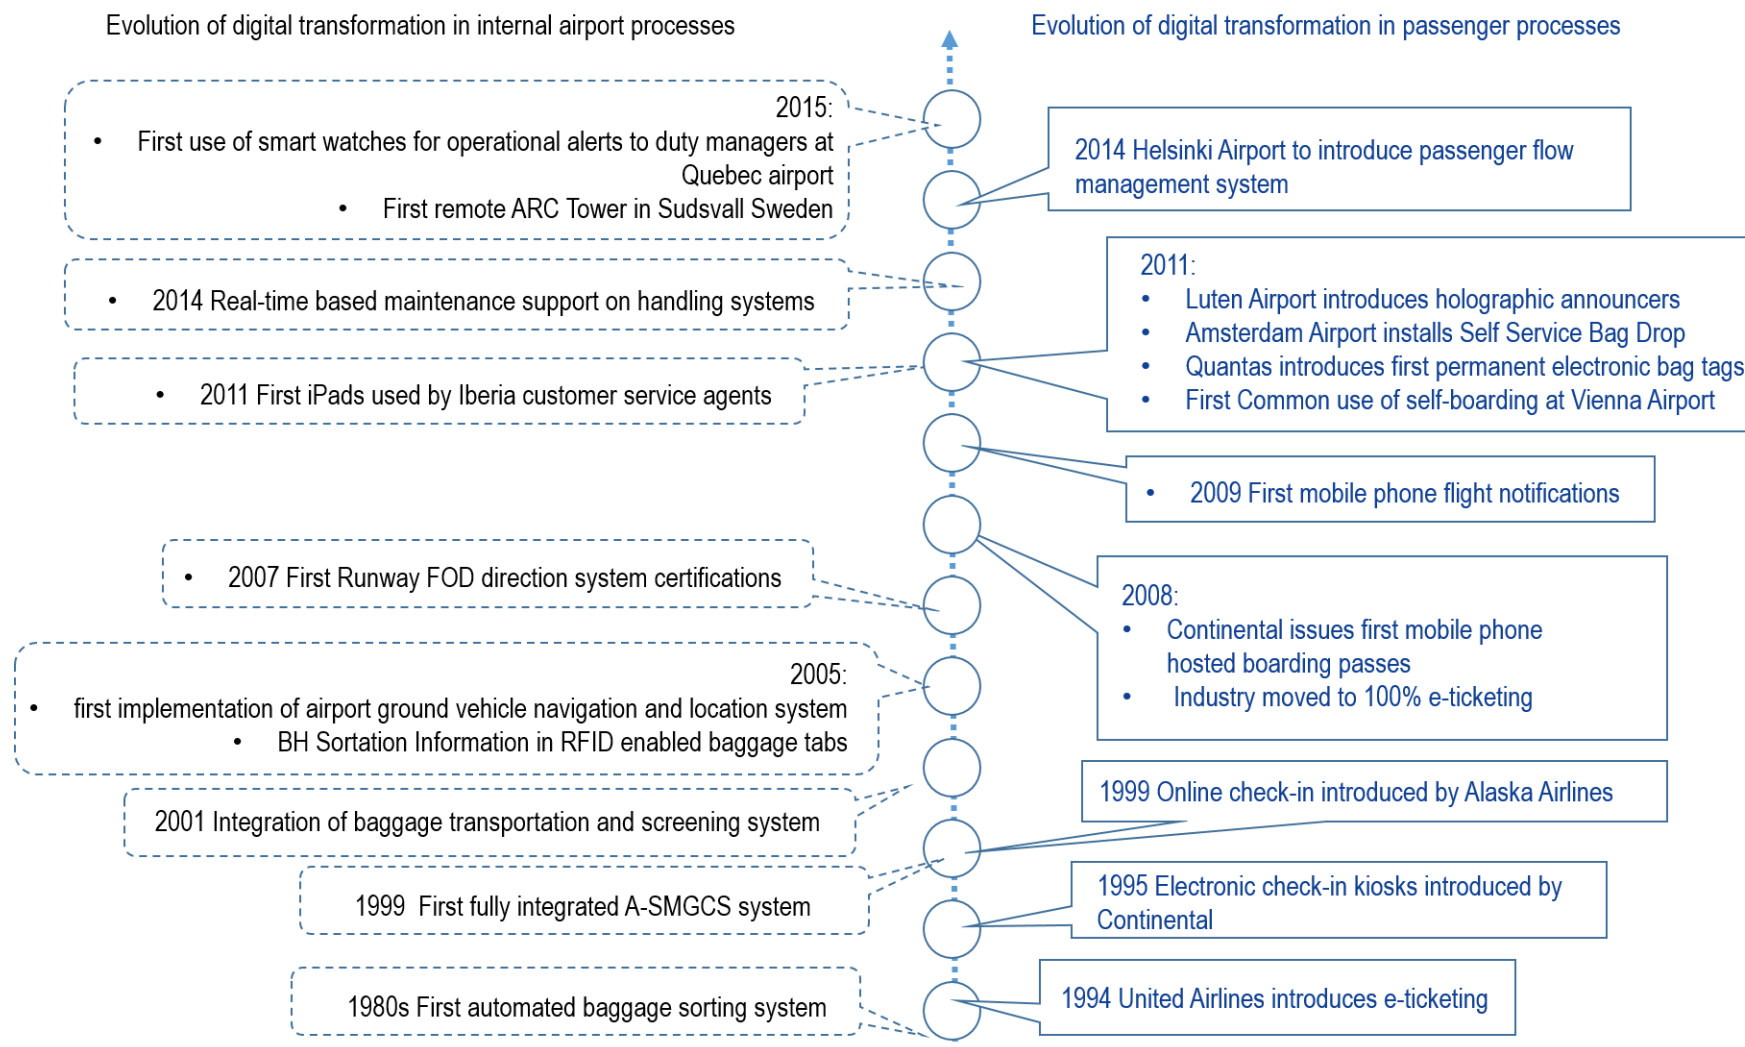 Evolution of digital transformation in internal airport processes
Evolution of digital transformation in passenger processes
2015:
• First use of smart watches for operational alerts to duty managers at
Quebec airport
• First remote ARC Tower in Sudsvall Sweden
• 2014 Real-time based maintenance support on handling systems
• 2011 First iPads used by Iberia customer service agents
• 2007 First Runway FOD direction system certifications
2005:
• first implementation of airport ground vehicle navigation and location system
• BH Sortation Information in RFID enabled baggage tabs
2001 Integration of baggage transportation and screening system
1999 First fully integrated A-SMGCS system
1980s First automated baggage sorting system
2014 Helsinki Airport to introduce passenger flow
management system
2011:
• Luten Airport introduces holographic announcers
• Amsterdam Airport installs Self Service Bag Drop
• Quantas introduces first permanent electronic bag tags
• First Common use of self-boarding at Vienna Airport
• 2009 First mobile phone flight notifications
2008:
• Continental issues first mobile phone
hosted boarding passes
• Industry moved to 100% e-ticketing
1999 Online check-in introduced by Alaska Airlines
1995 Electronic check-in kiosks introduced by
Continental
1994 United Airlines introduces e-ticketing